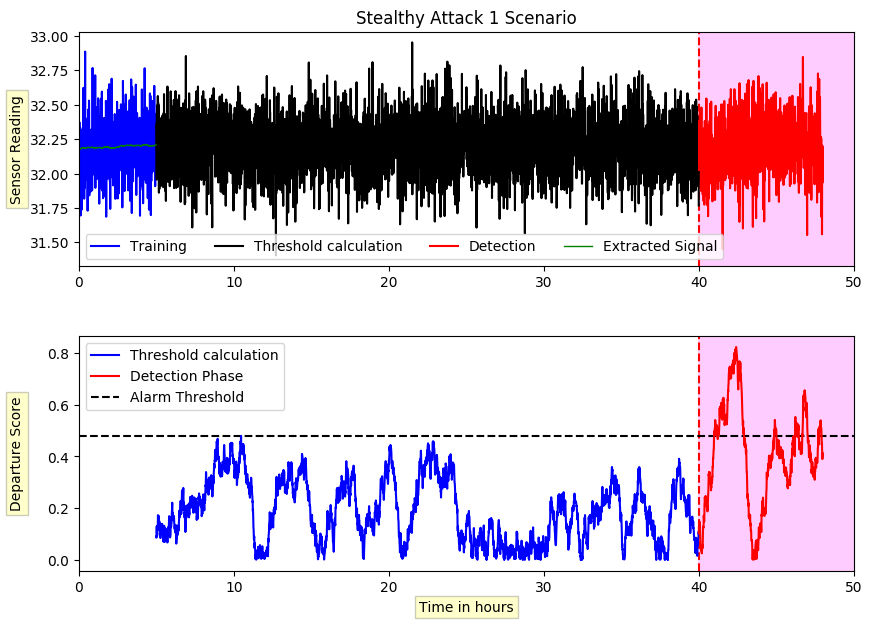 Stealthy Attack 1 Scenario
Sensor Reading
33.00
32.75
32.50
32.25
32.00
31.75
31.50
Training
Threshold calculation
Detection
Extracted Signal
0 10 20 30 40 50
Departure Score
0.8
0.6
0.4
0.2
0.0
Threshold calculation
Detection Phase
Alarm Threshold
0 10 20 30 40 50
Time in hours